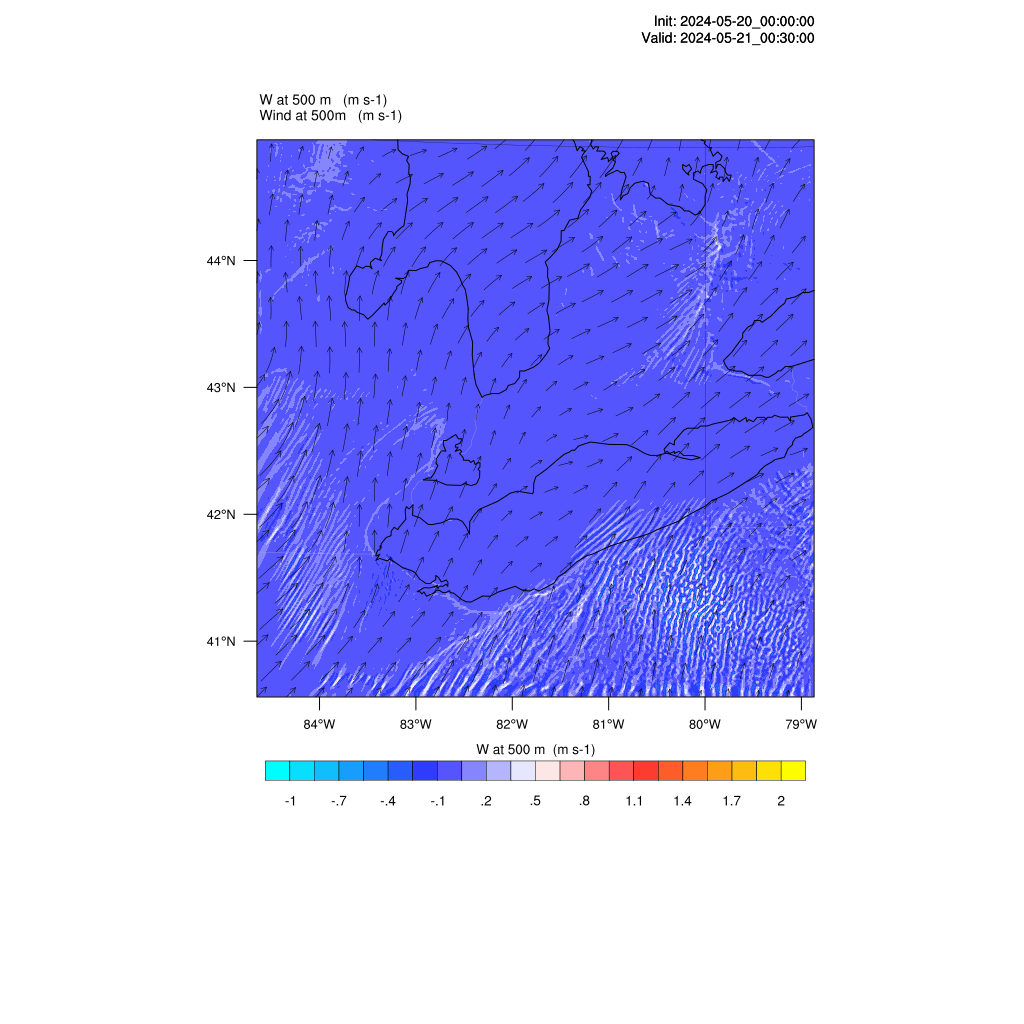 Init: 2024-05-20_00:00:00
Valid: 2024-05-21_00:30:00
W at 500 m (m s-1)
Wind at 500m (m s-1)
44°N
43°N
42°N
41°N
84°W 83°W 82°W 81°W 80°W 79°W
W at 500 m (m s-1)
-1 -.7 -.4 -.1 .2 .5 .8 1.1 1.4 1.7 2